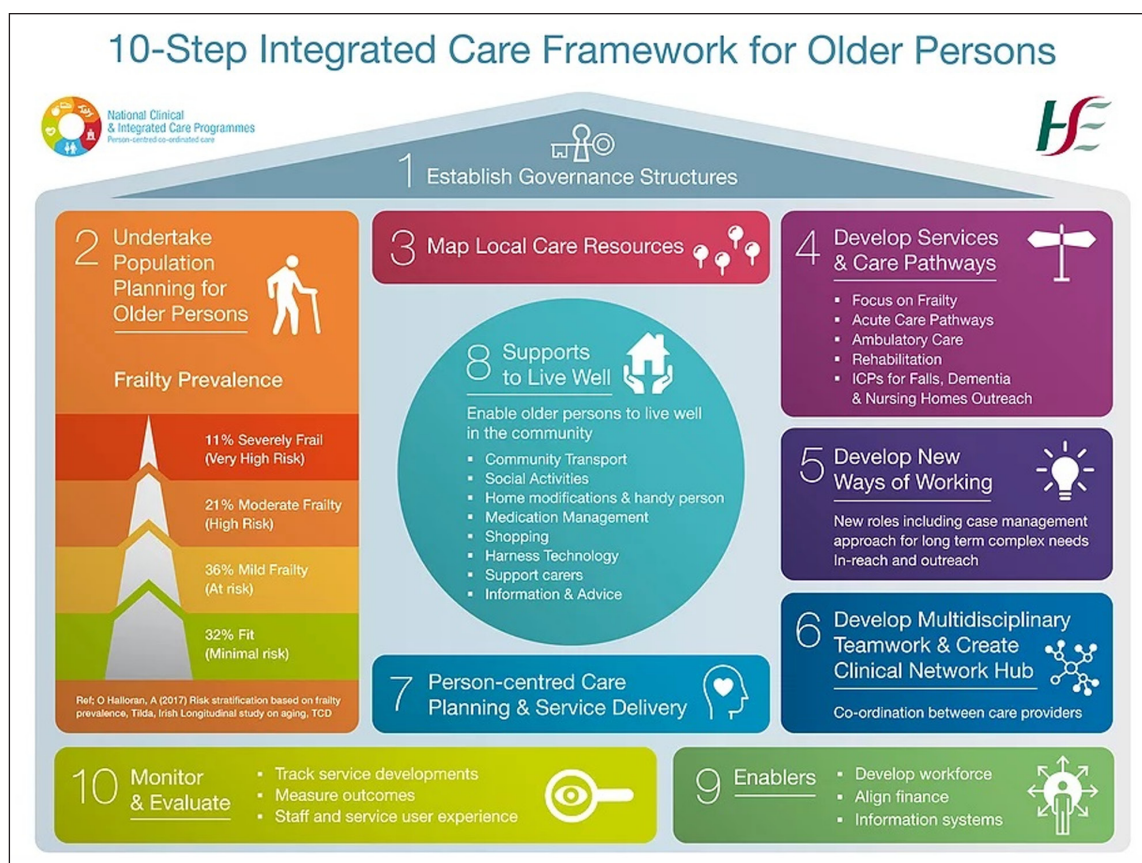 10-Step Integrated Care Framework for Older Persons
National Clinical
& Integrated Care Programmes
Person-centred co-ordinated care
HSE
1 Establish Governance Structures
2 Undertake
Population
Planning for
Older Persons
Frailty Prevalence
11% Severely Frail
(Very High Risk)
21% Moderate Frailty
(High Risk)
36% Mild Frailty
(At risk)
32% Fit
(Minimal risk)
Ref; O Halloran, A (2017) Risk stratification based on frailty
prevalence, Tilda, Irish Longitudinal study on aging, TCD
3 Map Local Care Resources
4 Develop Services
& Care Pathways
▪ Focus on Frailty
▪ Acute Care Pathways
▪ Ambulatory Care
▪ Rehabilitation
▪ ICPs for Falls, Dementia
& Nursing Homes Outreach
5 Develop New
Ways of Working
New roles including case management
approach for long term complex needs
In-reach and outreach
6 Develop Multidisciplinary
Teamwork & Create
Clinical Network Hub
Co-ordination between care providers
7 Person-centred Care
Planning & Service Delivery
8 Supports
to Live Well
Enable older persons to live well
in the community
▪ Community Transport
▪ Social Activities
▪ Home modifications & handy person
▪ Medication Management
▪ Shopping
▪ Harness Technology
▪ Support carers
▪ Information & Advice
9 Enablers
▪ Develop workforce
▪ Align finance
▪ Information systems
10 Monitor
& Evaluate
▪ Track service developments
▪ Measure outcomes
▪ Staff and service user experience